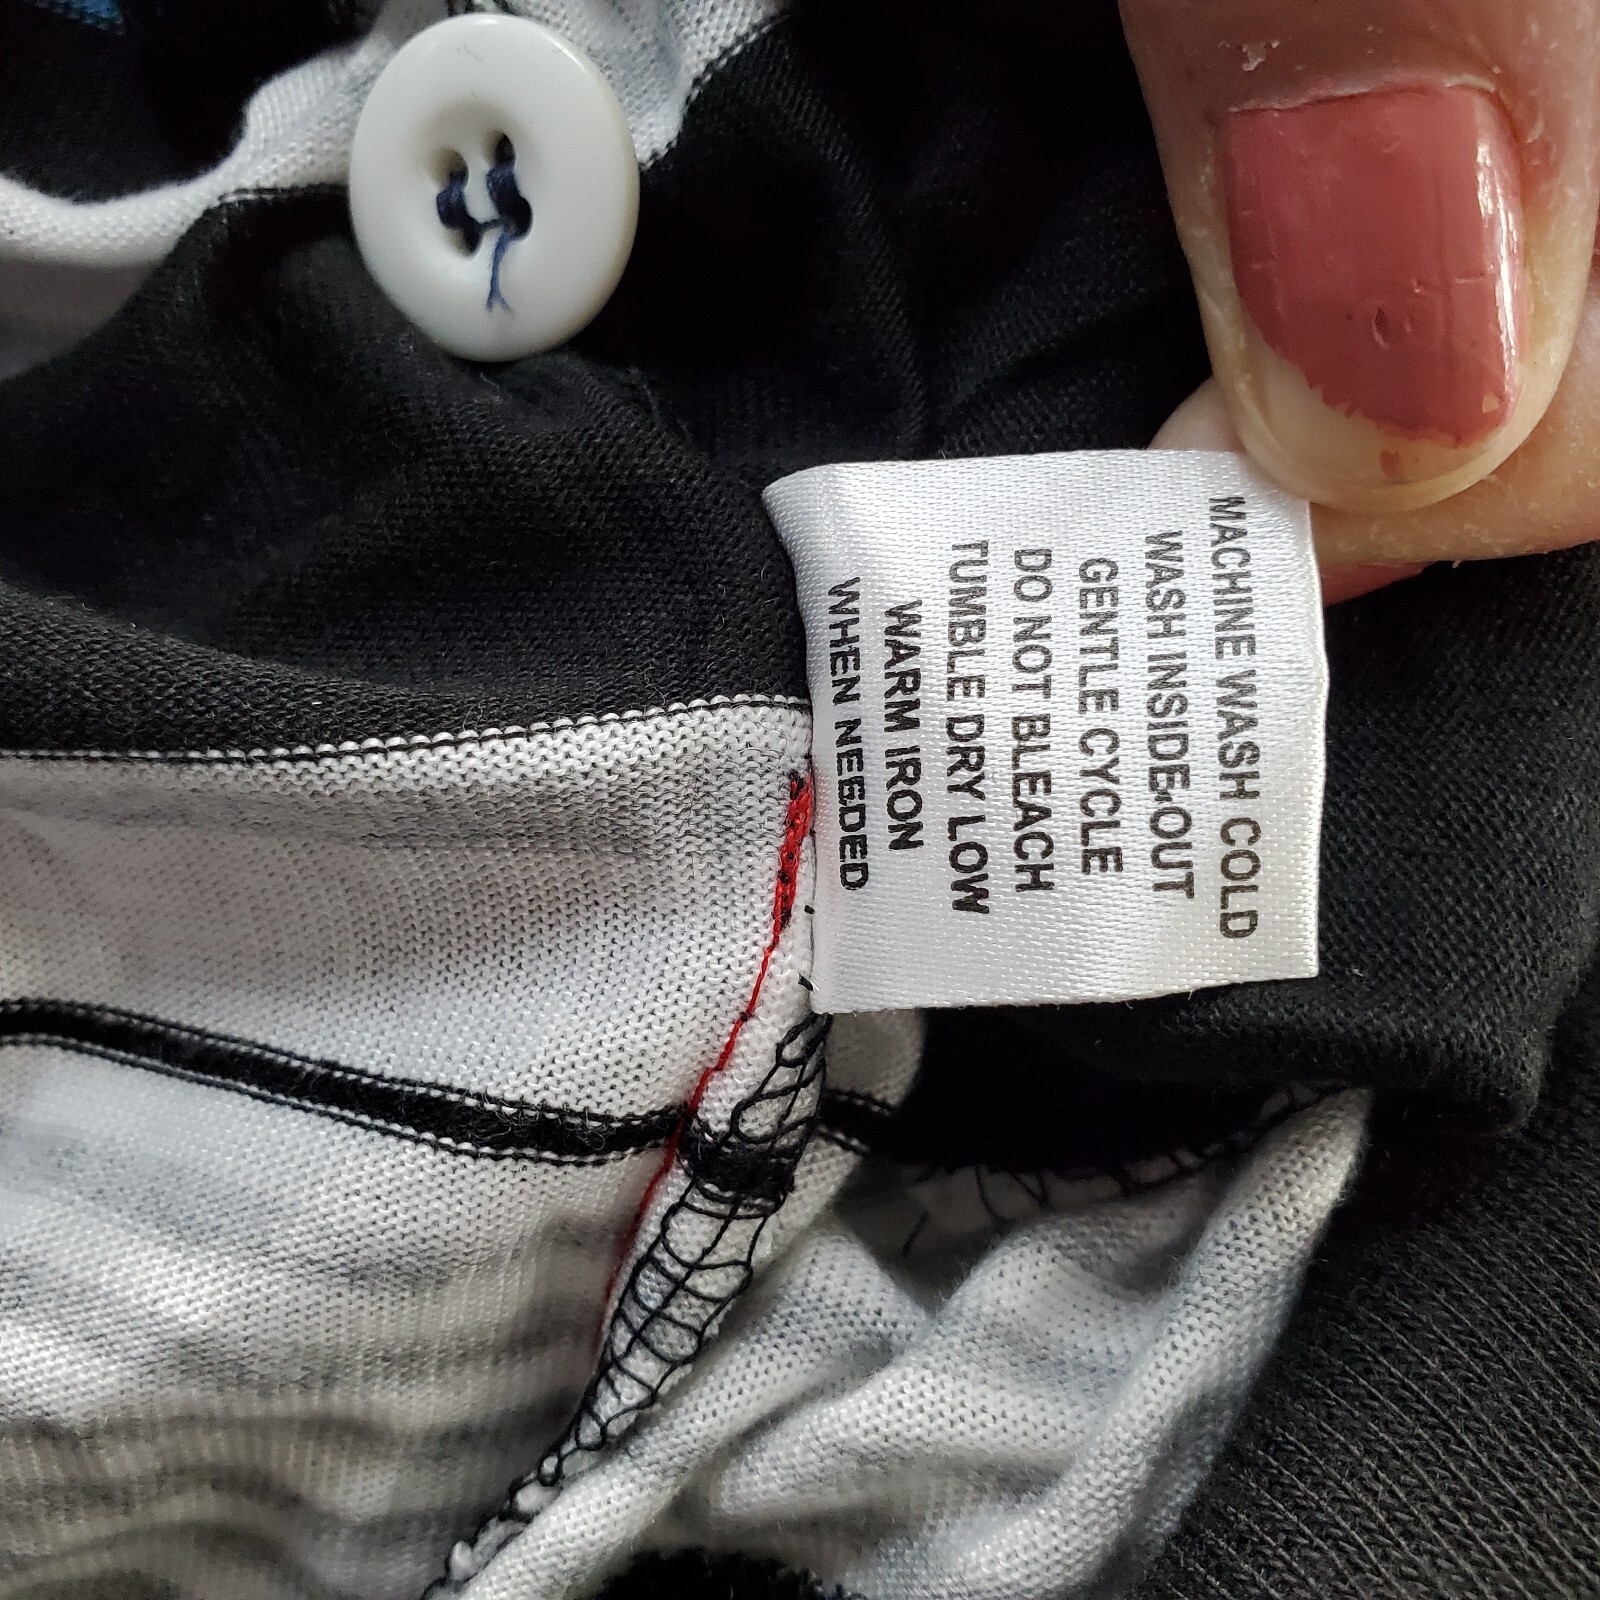 MACHINE WASH COLD
WASH INSIDE-OUT
GENTLE CYCLE
DO NOT BLEACH
TUMBLE DRY LOW
WARM IRON
WHEN NEEDED